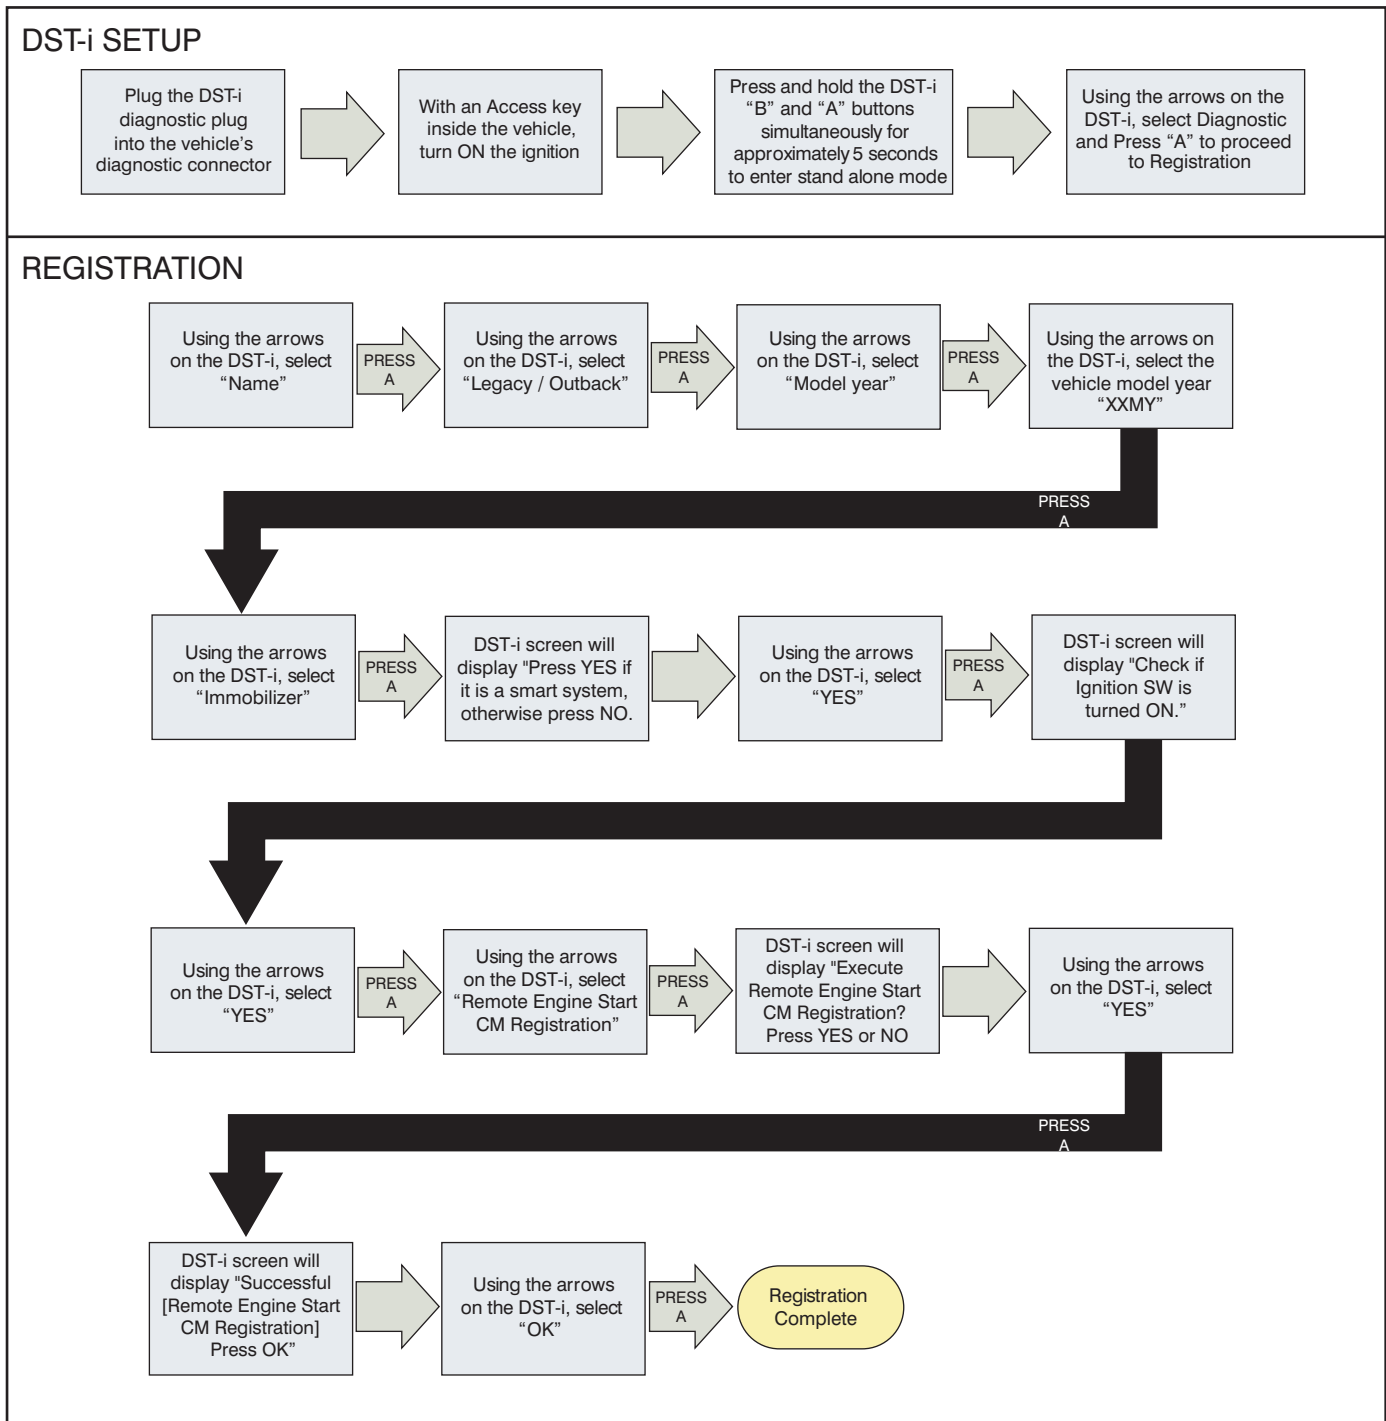 DST-i SETUP
Plug the DST-i
diagnostic plug
into the vehicle's
diagnostic connector
With an Access key
inside the vehicle,
turn ON the ignition
Press and hold the DST-i
“B” and “A” buttons
simultaneously for
approximately 5 seconds
to enter stand alone mode
Using the arrows on the
DST-i, select Diagnostic
and Press “A” to proceed
to Registration
REGISTRATION
Using the arrows
on the DST-i, select
“Name”
PRESS
A
Using the arrows
on the DST-i, select
“Legacy / Outback”
PRESS
A
Using the arrows
on the DST-i, select
“Model year”
PRESS
A
Using the arrows on
the DST-i, select the
vehicle model year
“XXMY”
PRESS
A
Using the arrows
on the DST-i, select
“Immobilizer”
PRESS
A
DST-i screen will
display "Press YES if
it is a smart system,
otherwise press NO.
Using the arrows
on the DST-i, select
“YES”
PRESS
A
DST-i screen will
display "Check if
Ignition SW is
turned ON.”
Using the arrows
on the DST-i, select
“YES”
PRESS
A
Using the arrows
on the DST-i, select
“Remote Engine Start
CM Registration”
PRESS
A
DST-i screen will
display "Execute
Remote Engine Start
CM Registration?
Press YES or NO
Using the arrows
on the DST-i, select
“YES”
PRESS
A
DST-i screen will
display "Successful
[Remote Engine Start
CM Registration]
Press OK”
Using the arrows
on the DST-i, select
“OK”
PRESS
A
Registration
Complete